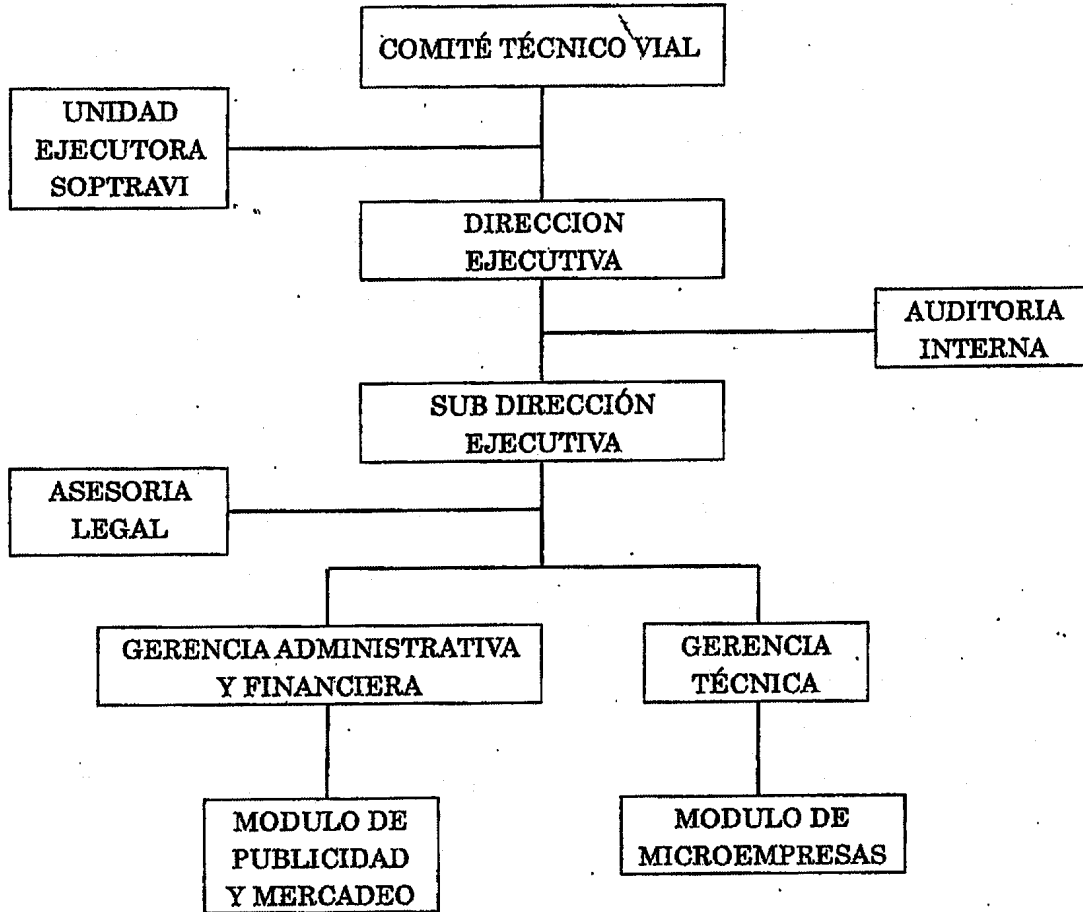 COMITÉ TÉCNICO VIAL
UNIDAD
EJECUTORA
SOPTRAVI
DIRECCION
EJECUTIVA
AUDITORIA
INTERNA
SUB DIRECCIÓN
EJECUTIVA
ASESORIA
LEGAL
GERENCIA ADMINISTRATIVA
Y FINANCIERA
GERENCIA
TÉCNICA
MODULO DE
PUBLICIDAD
Y MERCADEO
MODULO DE
MICROEMPRESAS